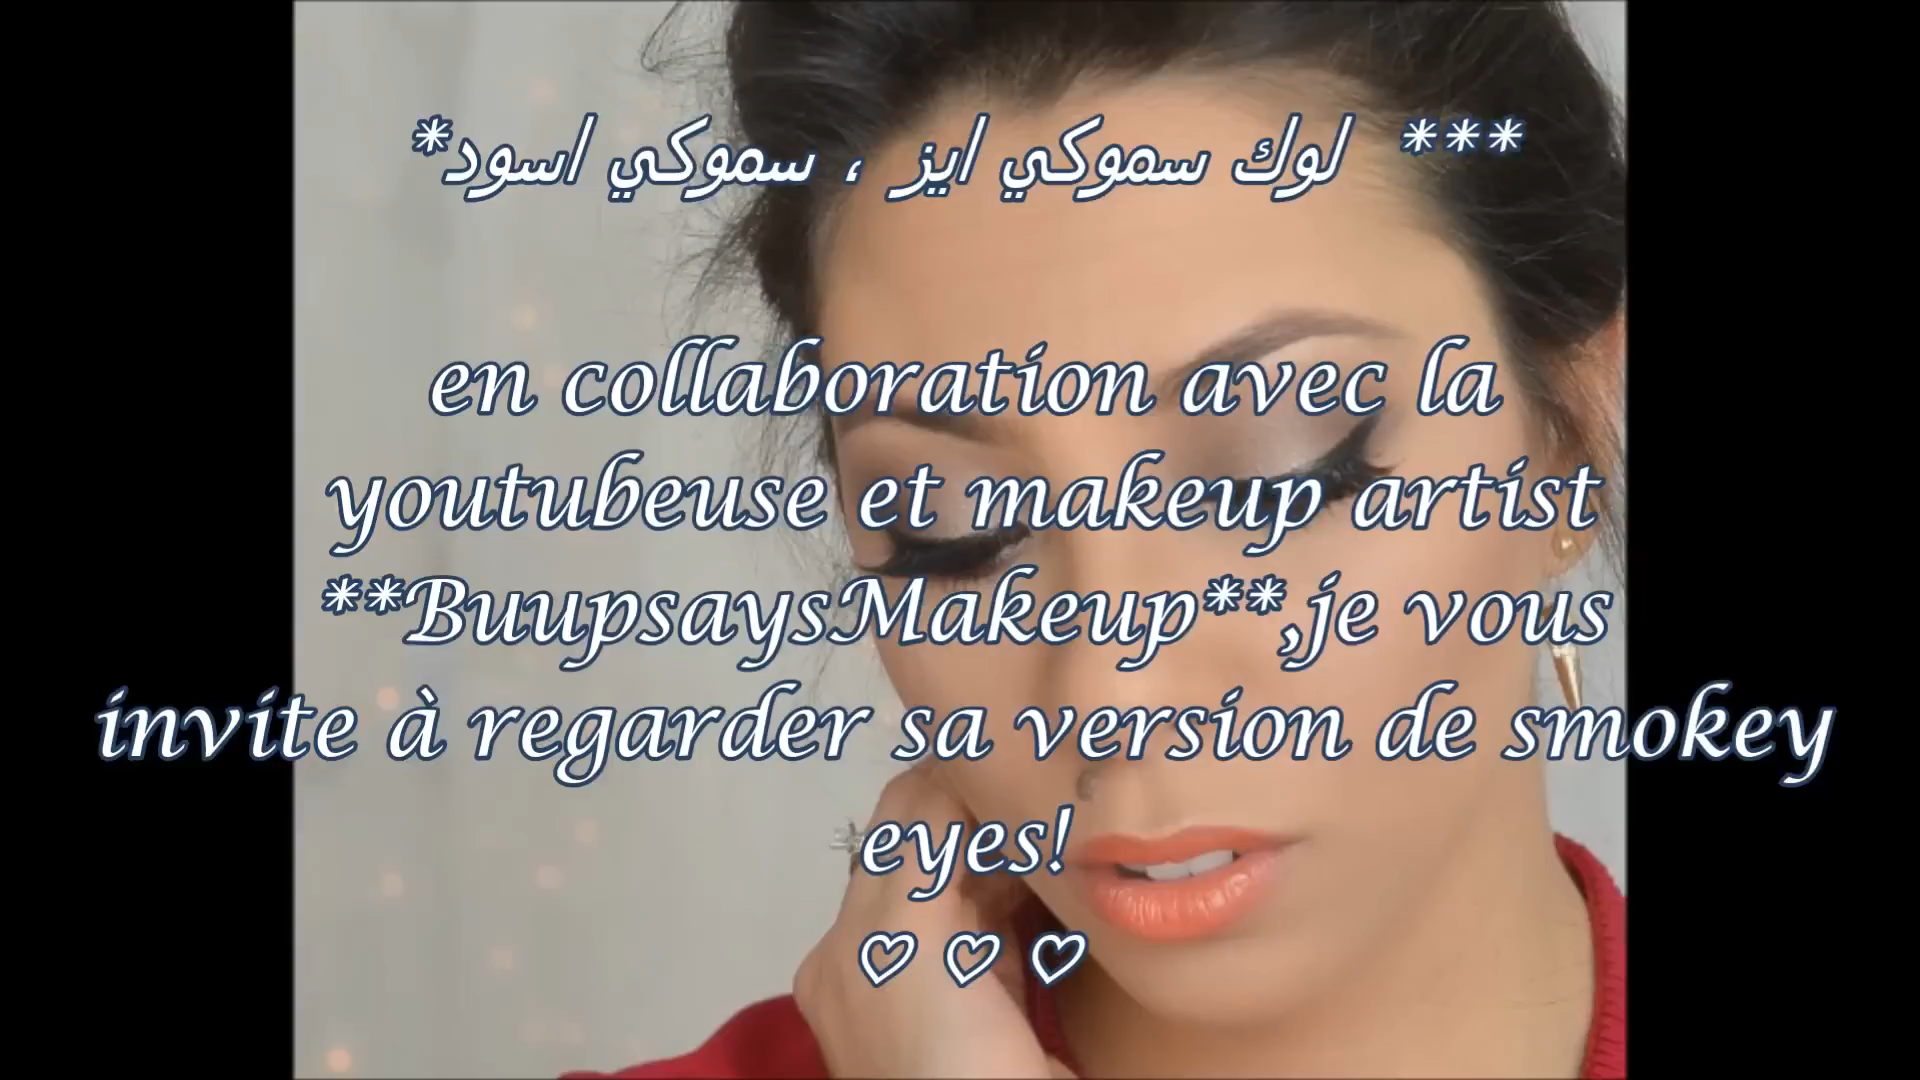 *** لوك سموكي ايز ، سموكي اسود*
en collaboration avec la
youtubeuse et makeup artist
**BuupsaysMakeup**,je vous
invite à regarder sa version de smokey
eyes!
♡ ♡ ♡